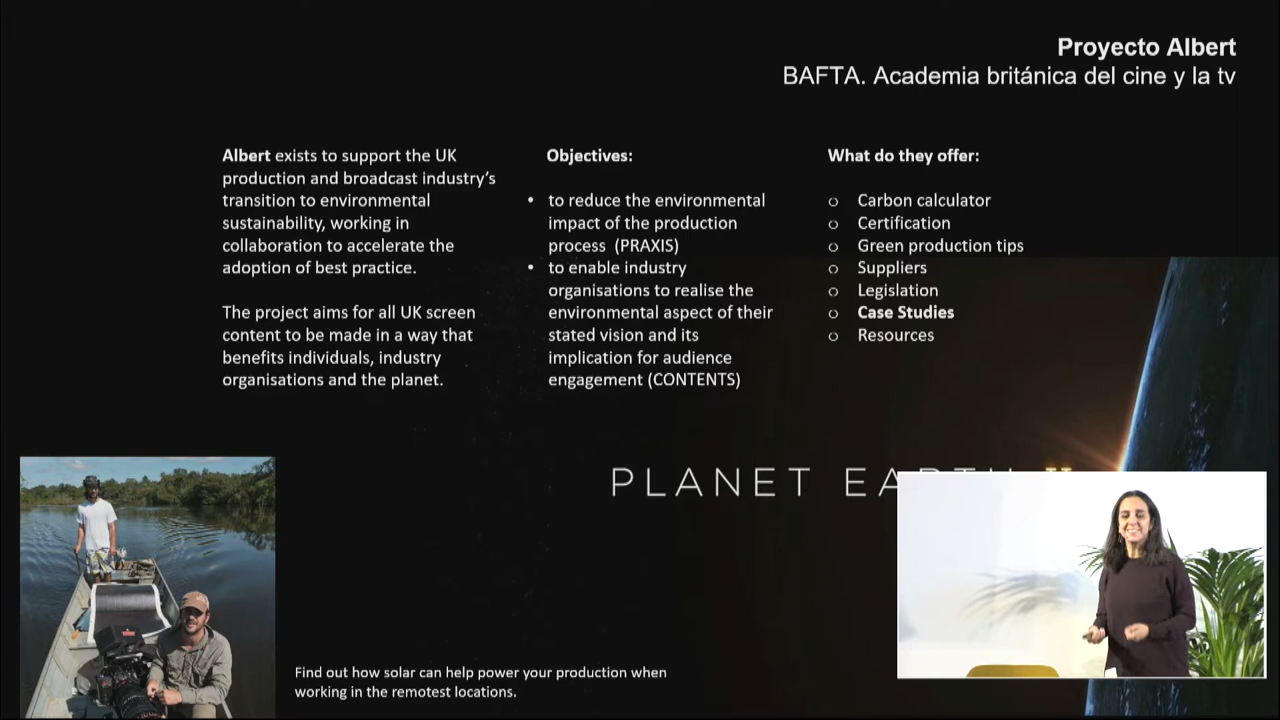 Proyecto Albert
BAFTA. Academia británica del cine y la tv
Albert exists to support the UK
production and broadcast industry's
transition to environmental
sustainability, working in
collaboration to accelerate the
adoption of best practice.
The project aims for all UK screen
content to be made in a way that
benefits individuals, industry
organisations and the planet.
Objectives:
• to reduce the environmental
impact of the production
process (PRAXIS)
• to enable industry
organisations to realise the
environmental aspect of their
stated vision and its
implication for audience
engagement (CONTENTS)
What do they offer:
o Carbon calculator
o Certification
o Green production tips
o Suppliers
o Legislation
o Case Studies
o Resources
PLANET
Find out how solar can help power your production when
working in the remotest locations.